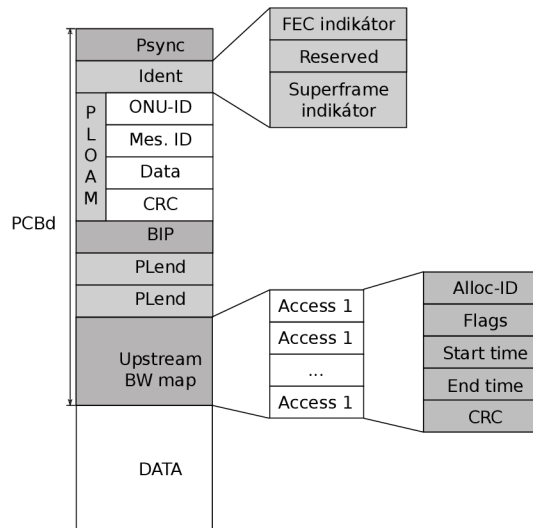 PCBd
Psync
Ident
PLOAM
ONU-ID
Mes. ID
Data
CRC
BIP
PLend
PLend
Upstream
BW map
DATA
FEC indikátor
Reserved
Superframe
indikátor
Access 1
Access 1
...
Access 1
Alloc-ID
Flags
Start time
End time
CRC